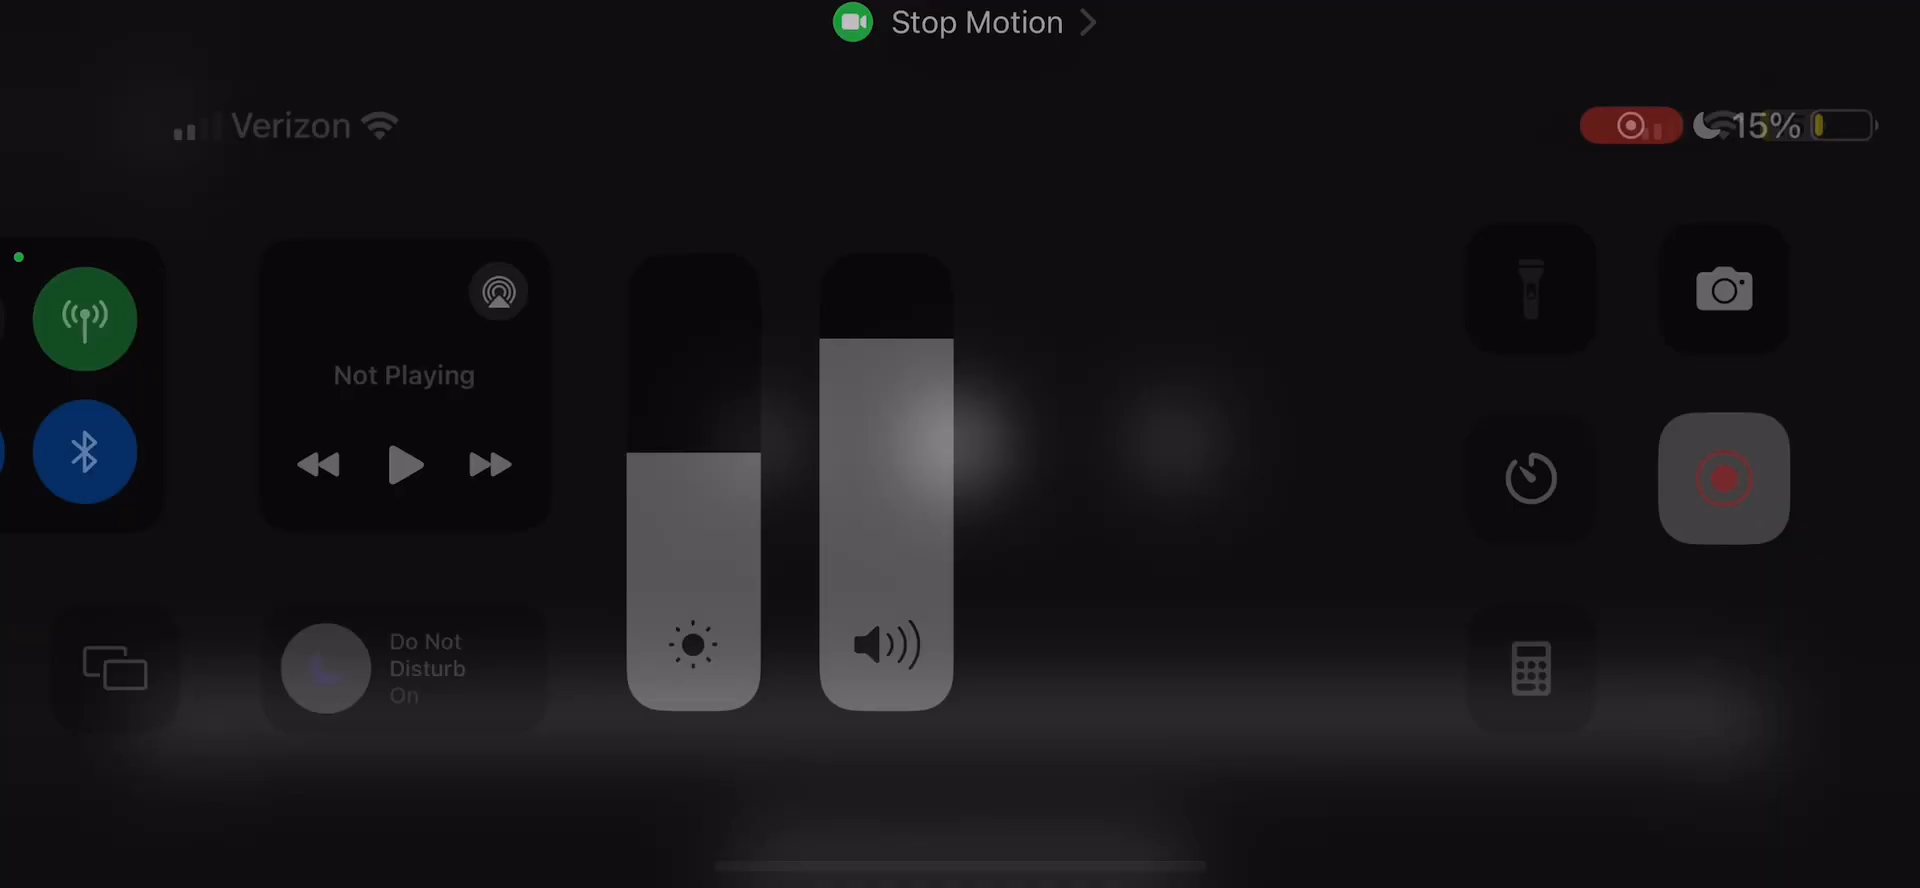 Stop Motion
Verizon
15%
Not Playing
Do Not
Disturb
On